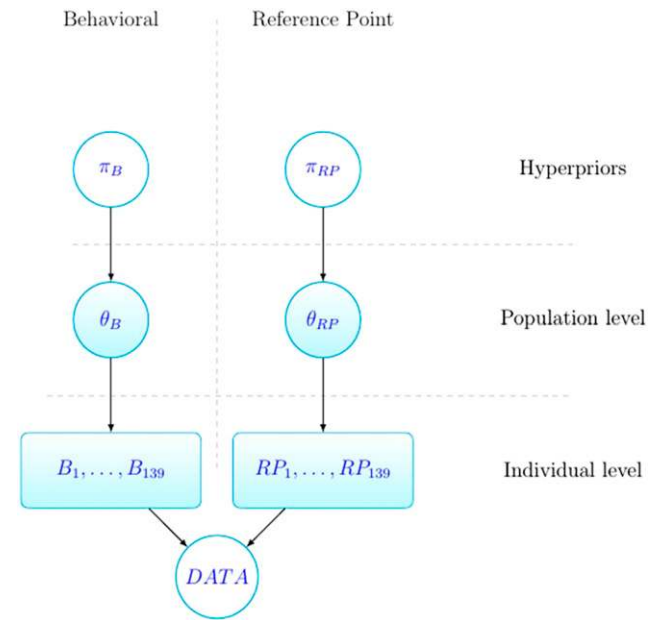 Behavioral Reference Point
π_B π_RP Hyperpriors
θ_B θ_RP Population level
B_1, . . . , B_139 RP_1, . . . , RP_139 Individual level
DATA